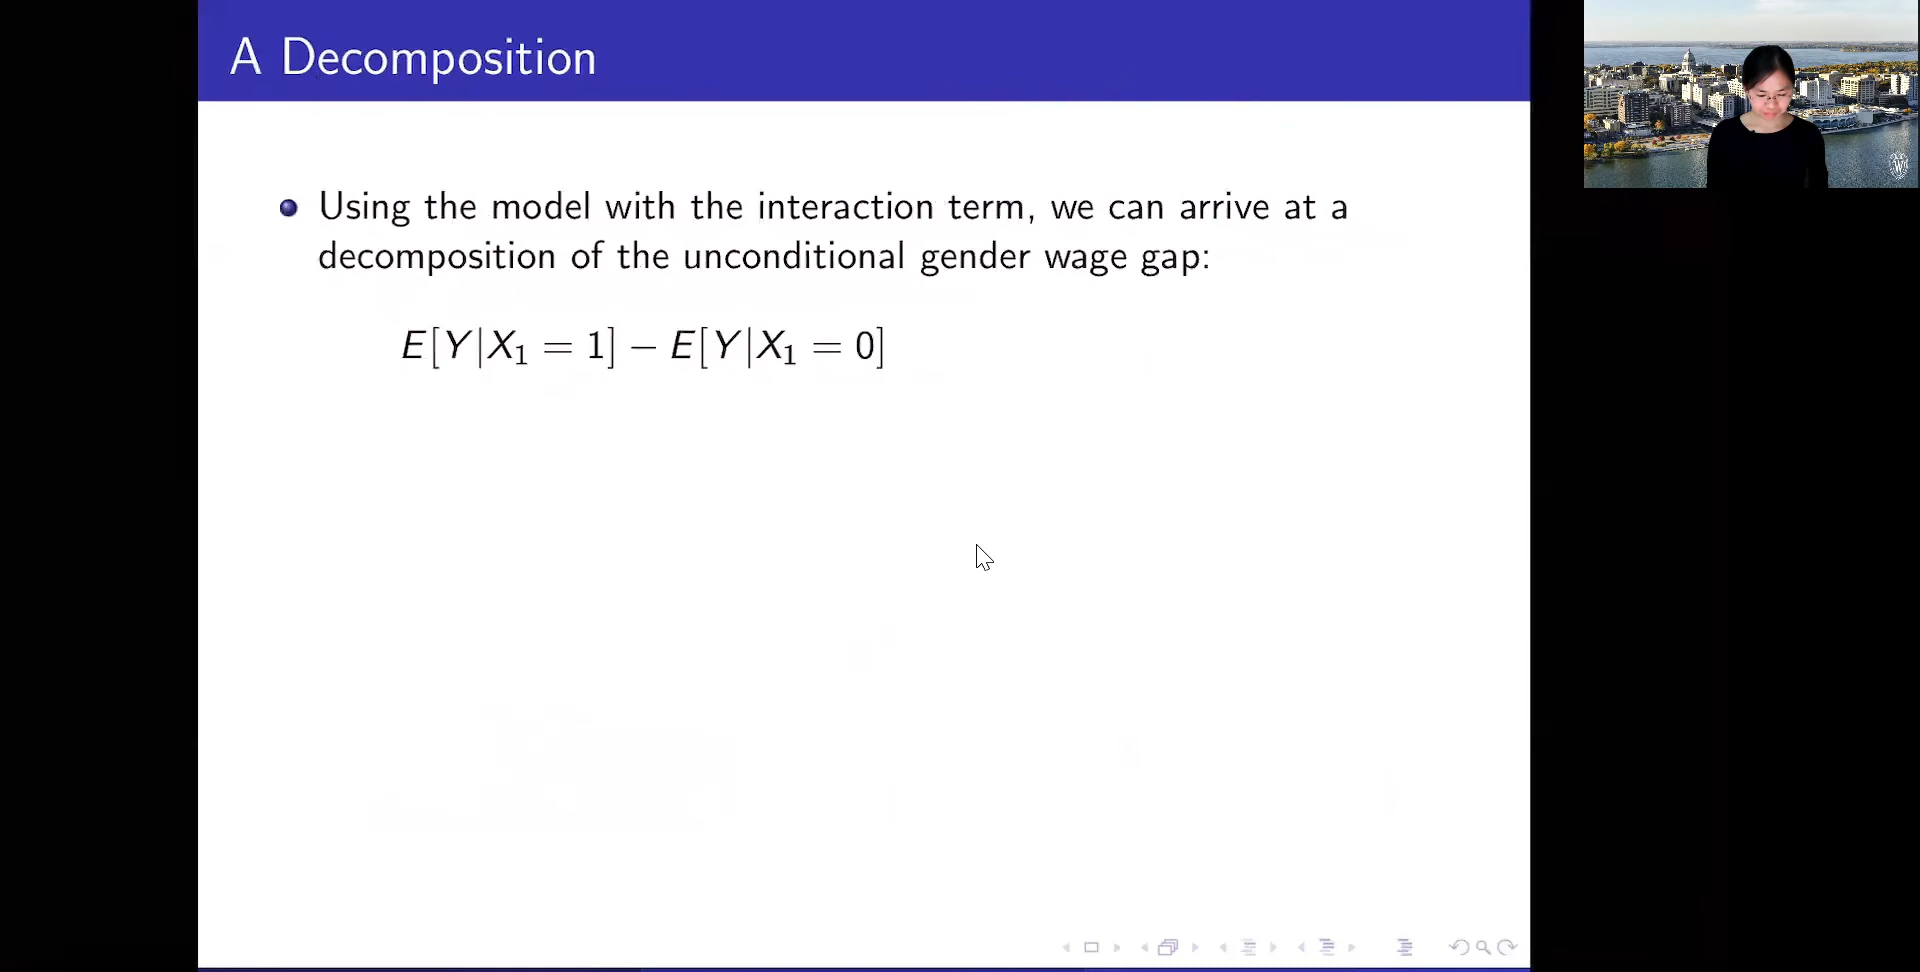 A Decomposition
Using the model with the interaction term, we can arrive at a
decomposition of the unconditional gender wage gap:
E[Y|X₁ = 1] − E[Y|X₁ = 0]
W